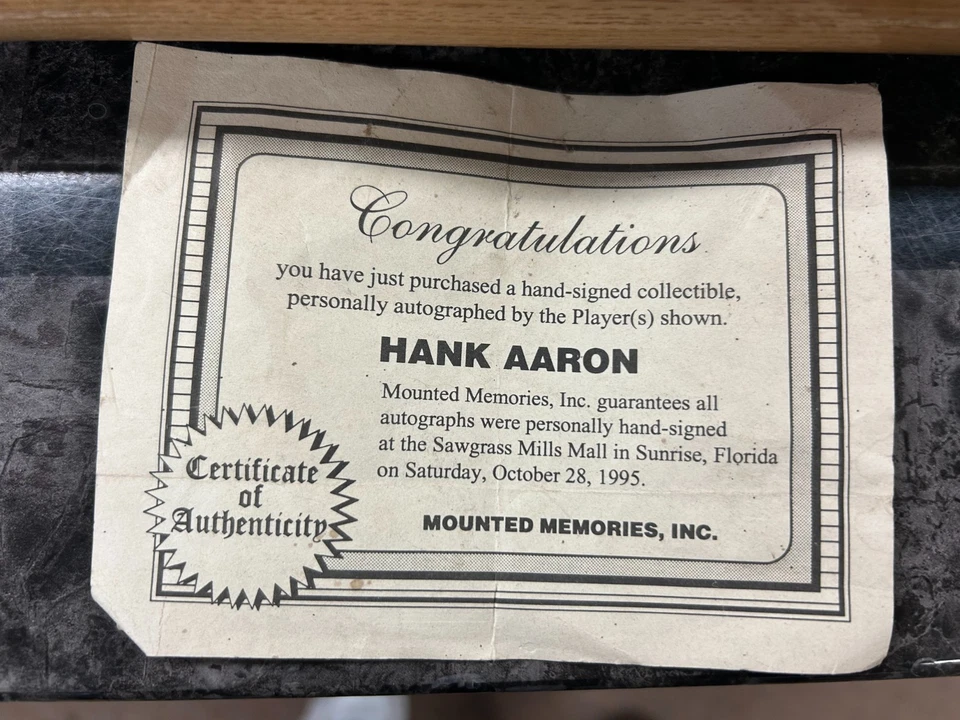 Congratulations
you have just purchased a hand-signed collectible,
personally autographed by the Player(s) shown.
HANK AARON
Mounted Memories, Inc. guarantees all
autographs were personally hand-signed
at the Sawgrass Mills Mall in Sunrise, Florida
on Saturday, October 28, 1995.
MOUNTED MEMORIES, INC.
Certificate
of
Authenticity